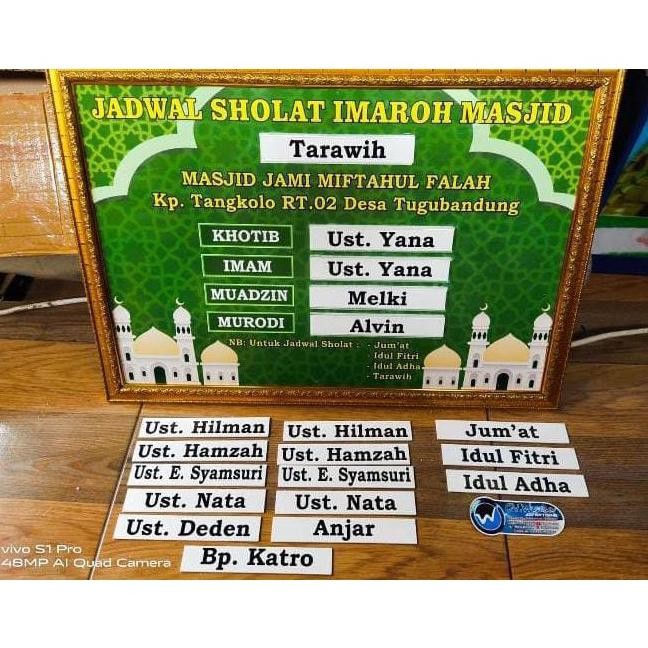 JADWAL SHOLAT IMAROH MASJID
Tarawih
MASJID JAMI MIFTAHUL FALAH
Kp. Tangkolo RT.02 Desa Tugubandung
KHOTIB Ust. Yana
IMAM Ust. Yana
MUADZIN Melki
MURODI Alvin
NB: Untuk Jadwal Sholat : - Jum'at
- Idul Fitri
- Idul Adha
- Tarawih
Ust. Hilman Ust. Hilman Jum'at
Ust. Hamzah Ust. Hamzah Idul Fitri
Ust. E. Syamsuri Ust. E. Syamsuri Idul Adha
Ust. Nata Ust. Nata
Ust. Deden Anjar
Bp. Katro
vivo S1 Pro
48MP AI Quad Camera